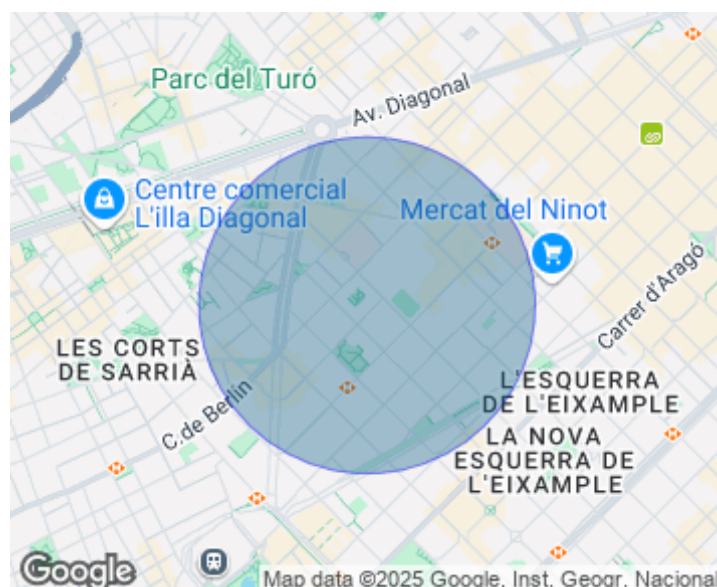 Parc del Turó
Av. Diagonal
Centre comercial
L'illa Diagonal
Mercat del Ninot
Carrer d'Aragó
LES CORTS
DE SARRIÀ
C. de Berlín
L'ESQUERRA
DE L'EIXAMPLE
LA NOVA
ESQUERRA DE
L'EIXAMPLE
Google
Map data ©2025 Google, Inst. Geogr. Nacional